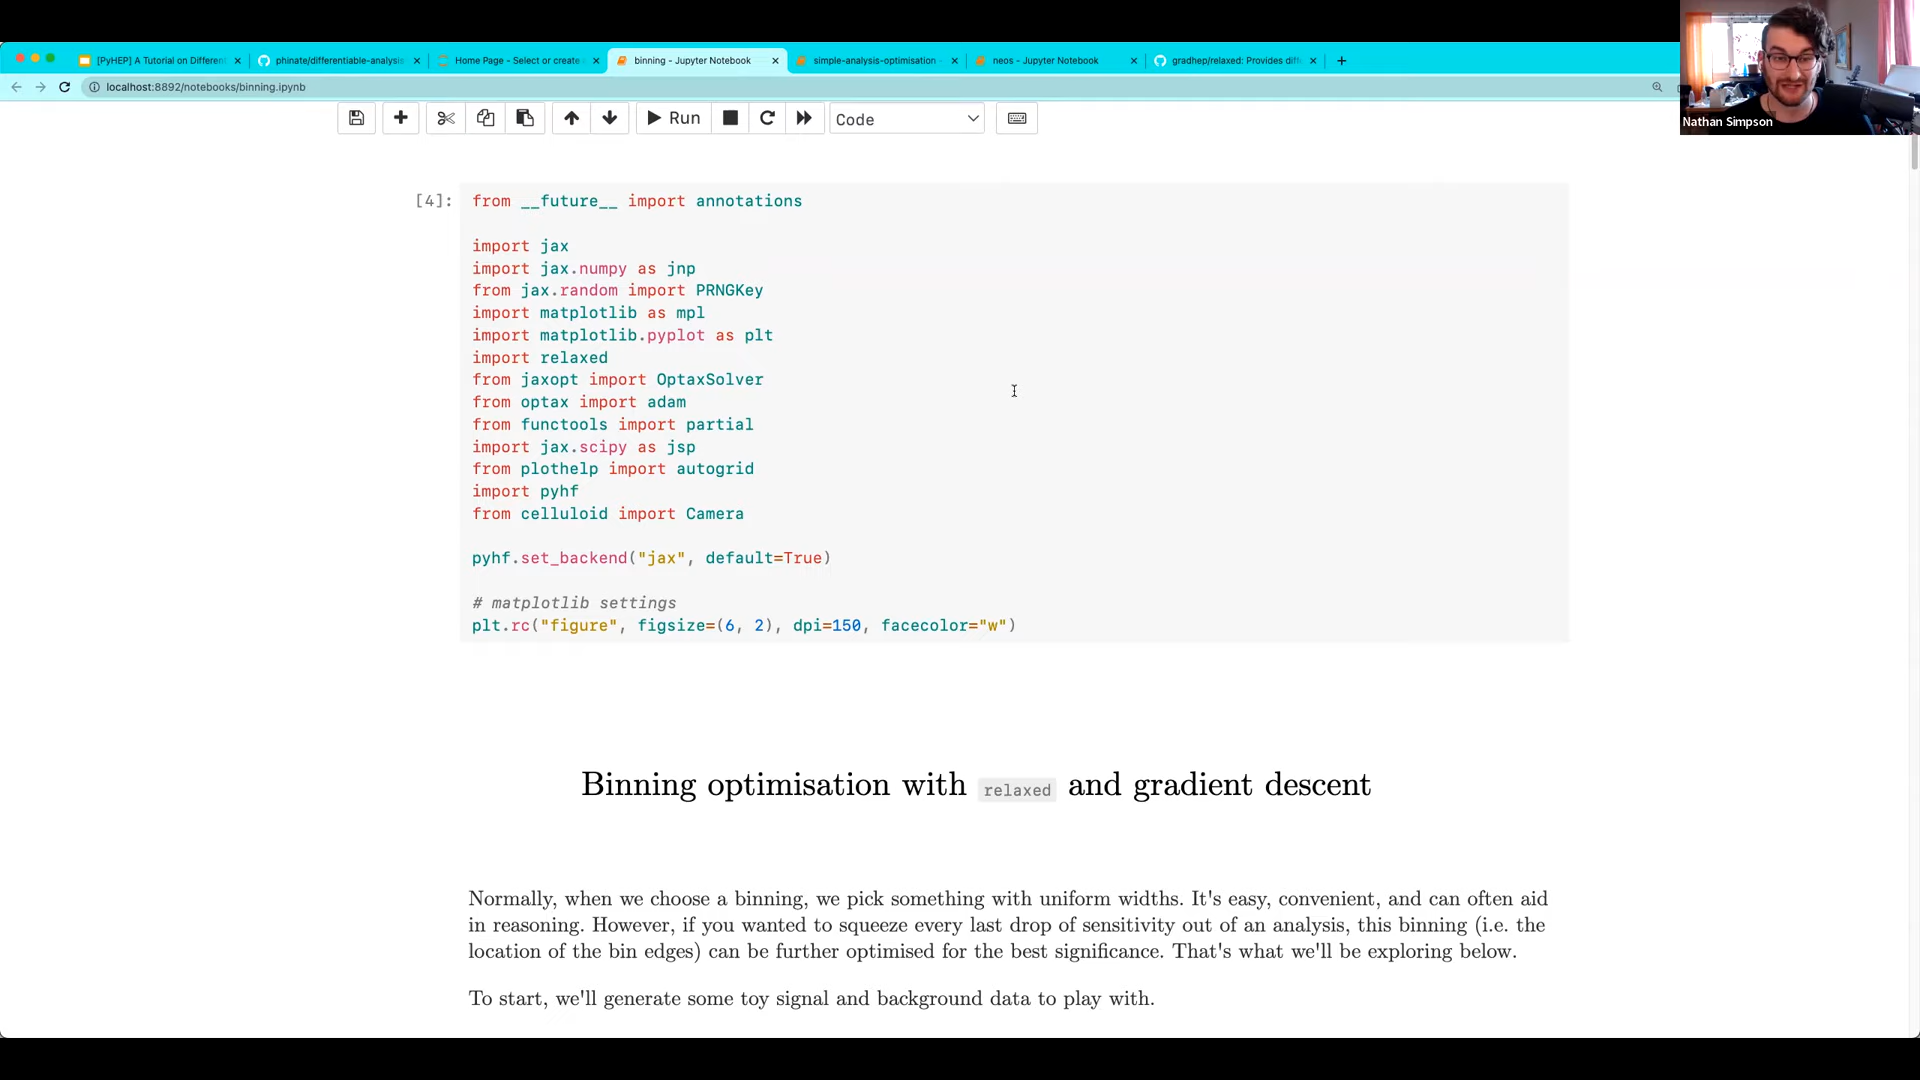 [PyHEP] A Tutorial on Differen
phinate/differentiable-analysis
Home Page - Select or create
binning - Jupyter Notebook
simple-analysis-optimisation -
neos - Jupyter Notebook
gradhep/relaxed: Provides diff
localhost:8892/notebooks/binning.ipynb
Nathan Simpson
Run
Code
[4]:
from __future__ import annotations
import jax
import jax.numpy as jnp
from jax.random import PRNGKey
import matplotlib as mpl
import matplotlib.pyplot as plt
import relaxed
from jaxopt import OptaxSolver
from optax import adam
from functools import partial
import jax.scipy as jsp
from plothelp import autogrid
import pyhf
from celluloid import Camera
pyhf.set_backend("jax", default=True)
# matplotlib settings
plt.rc("figure", figsize=(6, 2), dpi=150, facecolor="w")
Binning optimisation with relaxed and gradient descent
Normally, when we choose a binning, we pick something with uniform widths. It's easy, convenient, and can often aid
in reasoning. However, if you wanted to squeeze every last drop of sensitivity out of an analysis, this binning (i.e. the
location of the bin edges) can be further optimised for the best significance. That's what we'll be exploring below.
To start, we'll generate some toy signal and background data to play with.